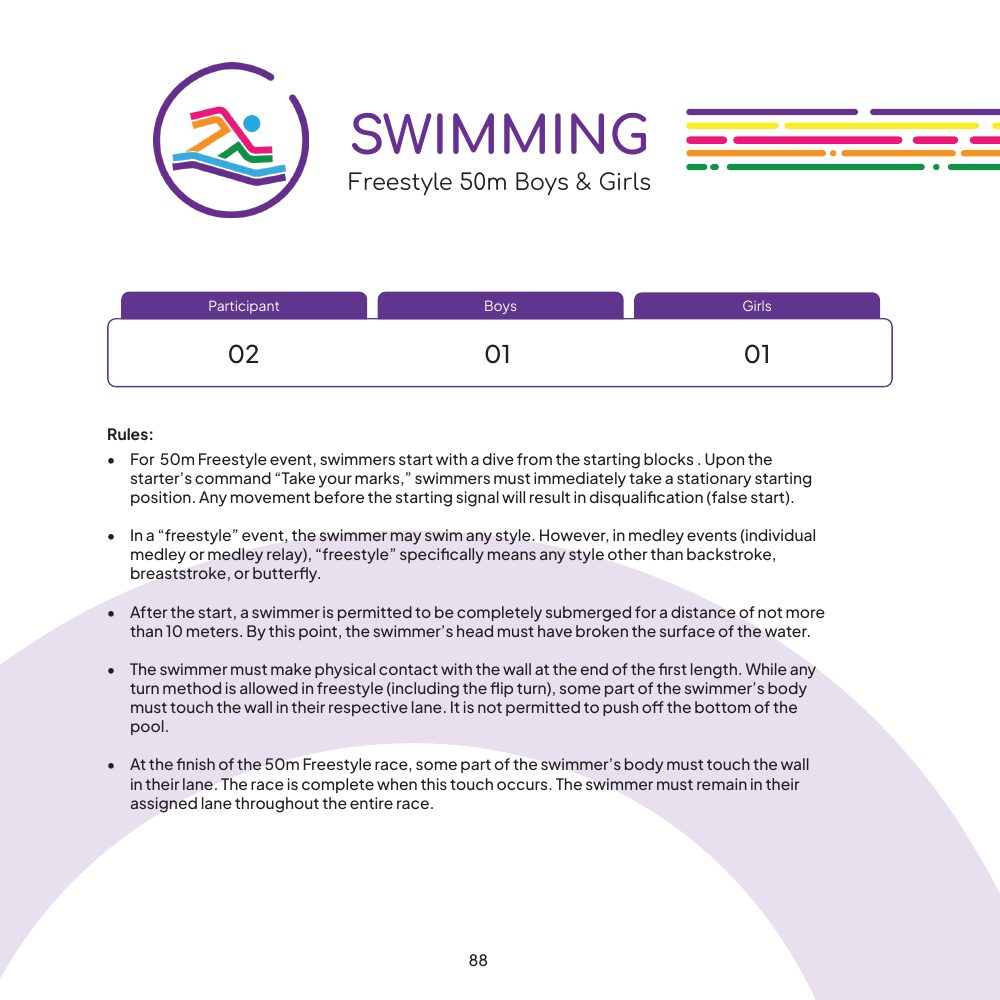 SWIMMING
Freestyle 50m Boys & Girls
Participant
Boys
Girls
02
01
01
Rules:
• For 50m Freestyle event, swimmers start with a dive from the starting blocks . Upon the
starter’s command “Take your marks,” swimmers must immediately take a stationary starting
position. Any movement before the starting signal will result in disqualification (false start).
• In a “freestyle” event, the swimmer may swim any style. However, in medley events (individual
medley or medley relay), “freestyle” specifically means any style other than backstroke,
breaststroke, or butterfly.
• After the start, a swimmer is permitted to be completely submerged for a distance of not more
than 10 meters. By this point, the swimmer’s head must have broken the surface of the water.
• The swimmer must make physical contact with the wall at the end of the first length. While any
turn method is allowed in freestyle (including the flip turn), some part of the swimmer’s body
must touch the wall in their respective lane. It is not permitted to push off the bottom of the
pool.
• At the finish of the 50m Freestyle race, some part of the swimmer’s body must touch the wall
in their lane. The race is complete when this touch occurs. The swimmer must remain in their
assigned lane throughout the entire race.
88